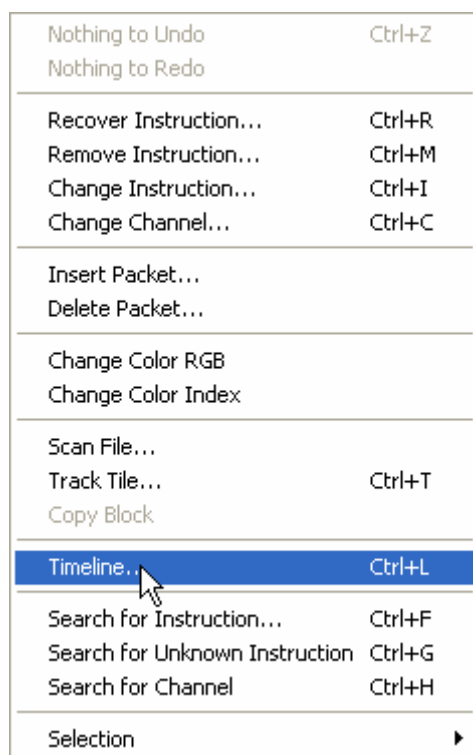 Nothing to Undo Ctrl+Z
Nothing to Redo
Recover Instruction... Ctrl+R
Remove Instruction... Ctrl+M
Change Instruction... Ctrl+I
Change Channel... Ctrl+C
Insert Packet...
Delete Packet...
Change Color RGB
Change Color Index
Scan File...
Track Tile... Ctrl+T
Copy Block
Timeline... Ctrl+L
Search for Instruction... Ctrl+F
Search for Unknown Instruction Ctrl+G
Search for Channel Ctrl+H
Selection